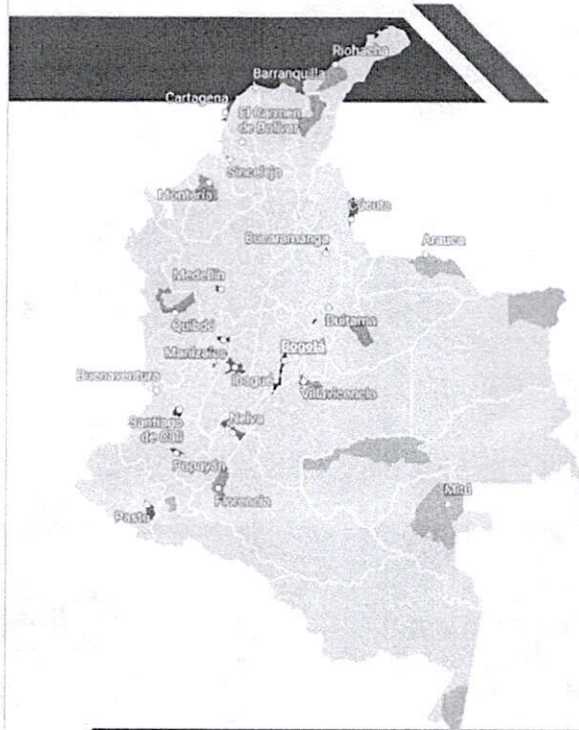 Riohacha
Barranquilla
Cartagena
El Carmen
de Bolívar
Sincelejo
Montería
Cúcuta
Bucaramanga
Arauca
Medellín
Duitama
Quibdó
Manizales
Bogotá
Buenaventura
Ibagué
Villavicencio
Santiago
de Cali
Neiva
Popayán
Mitú
Florencia
Pasto